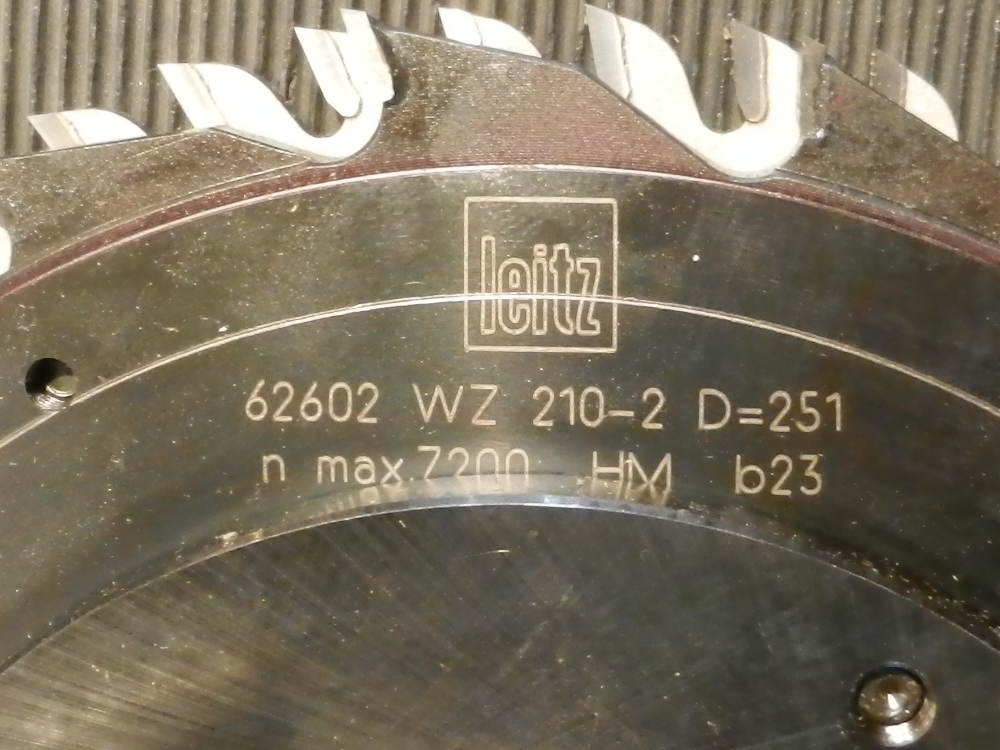 leitz
62602 WZ 210-2 D=251
n max.7200 HM b23